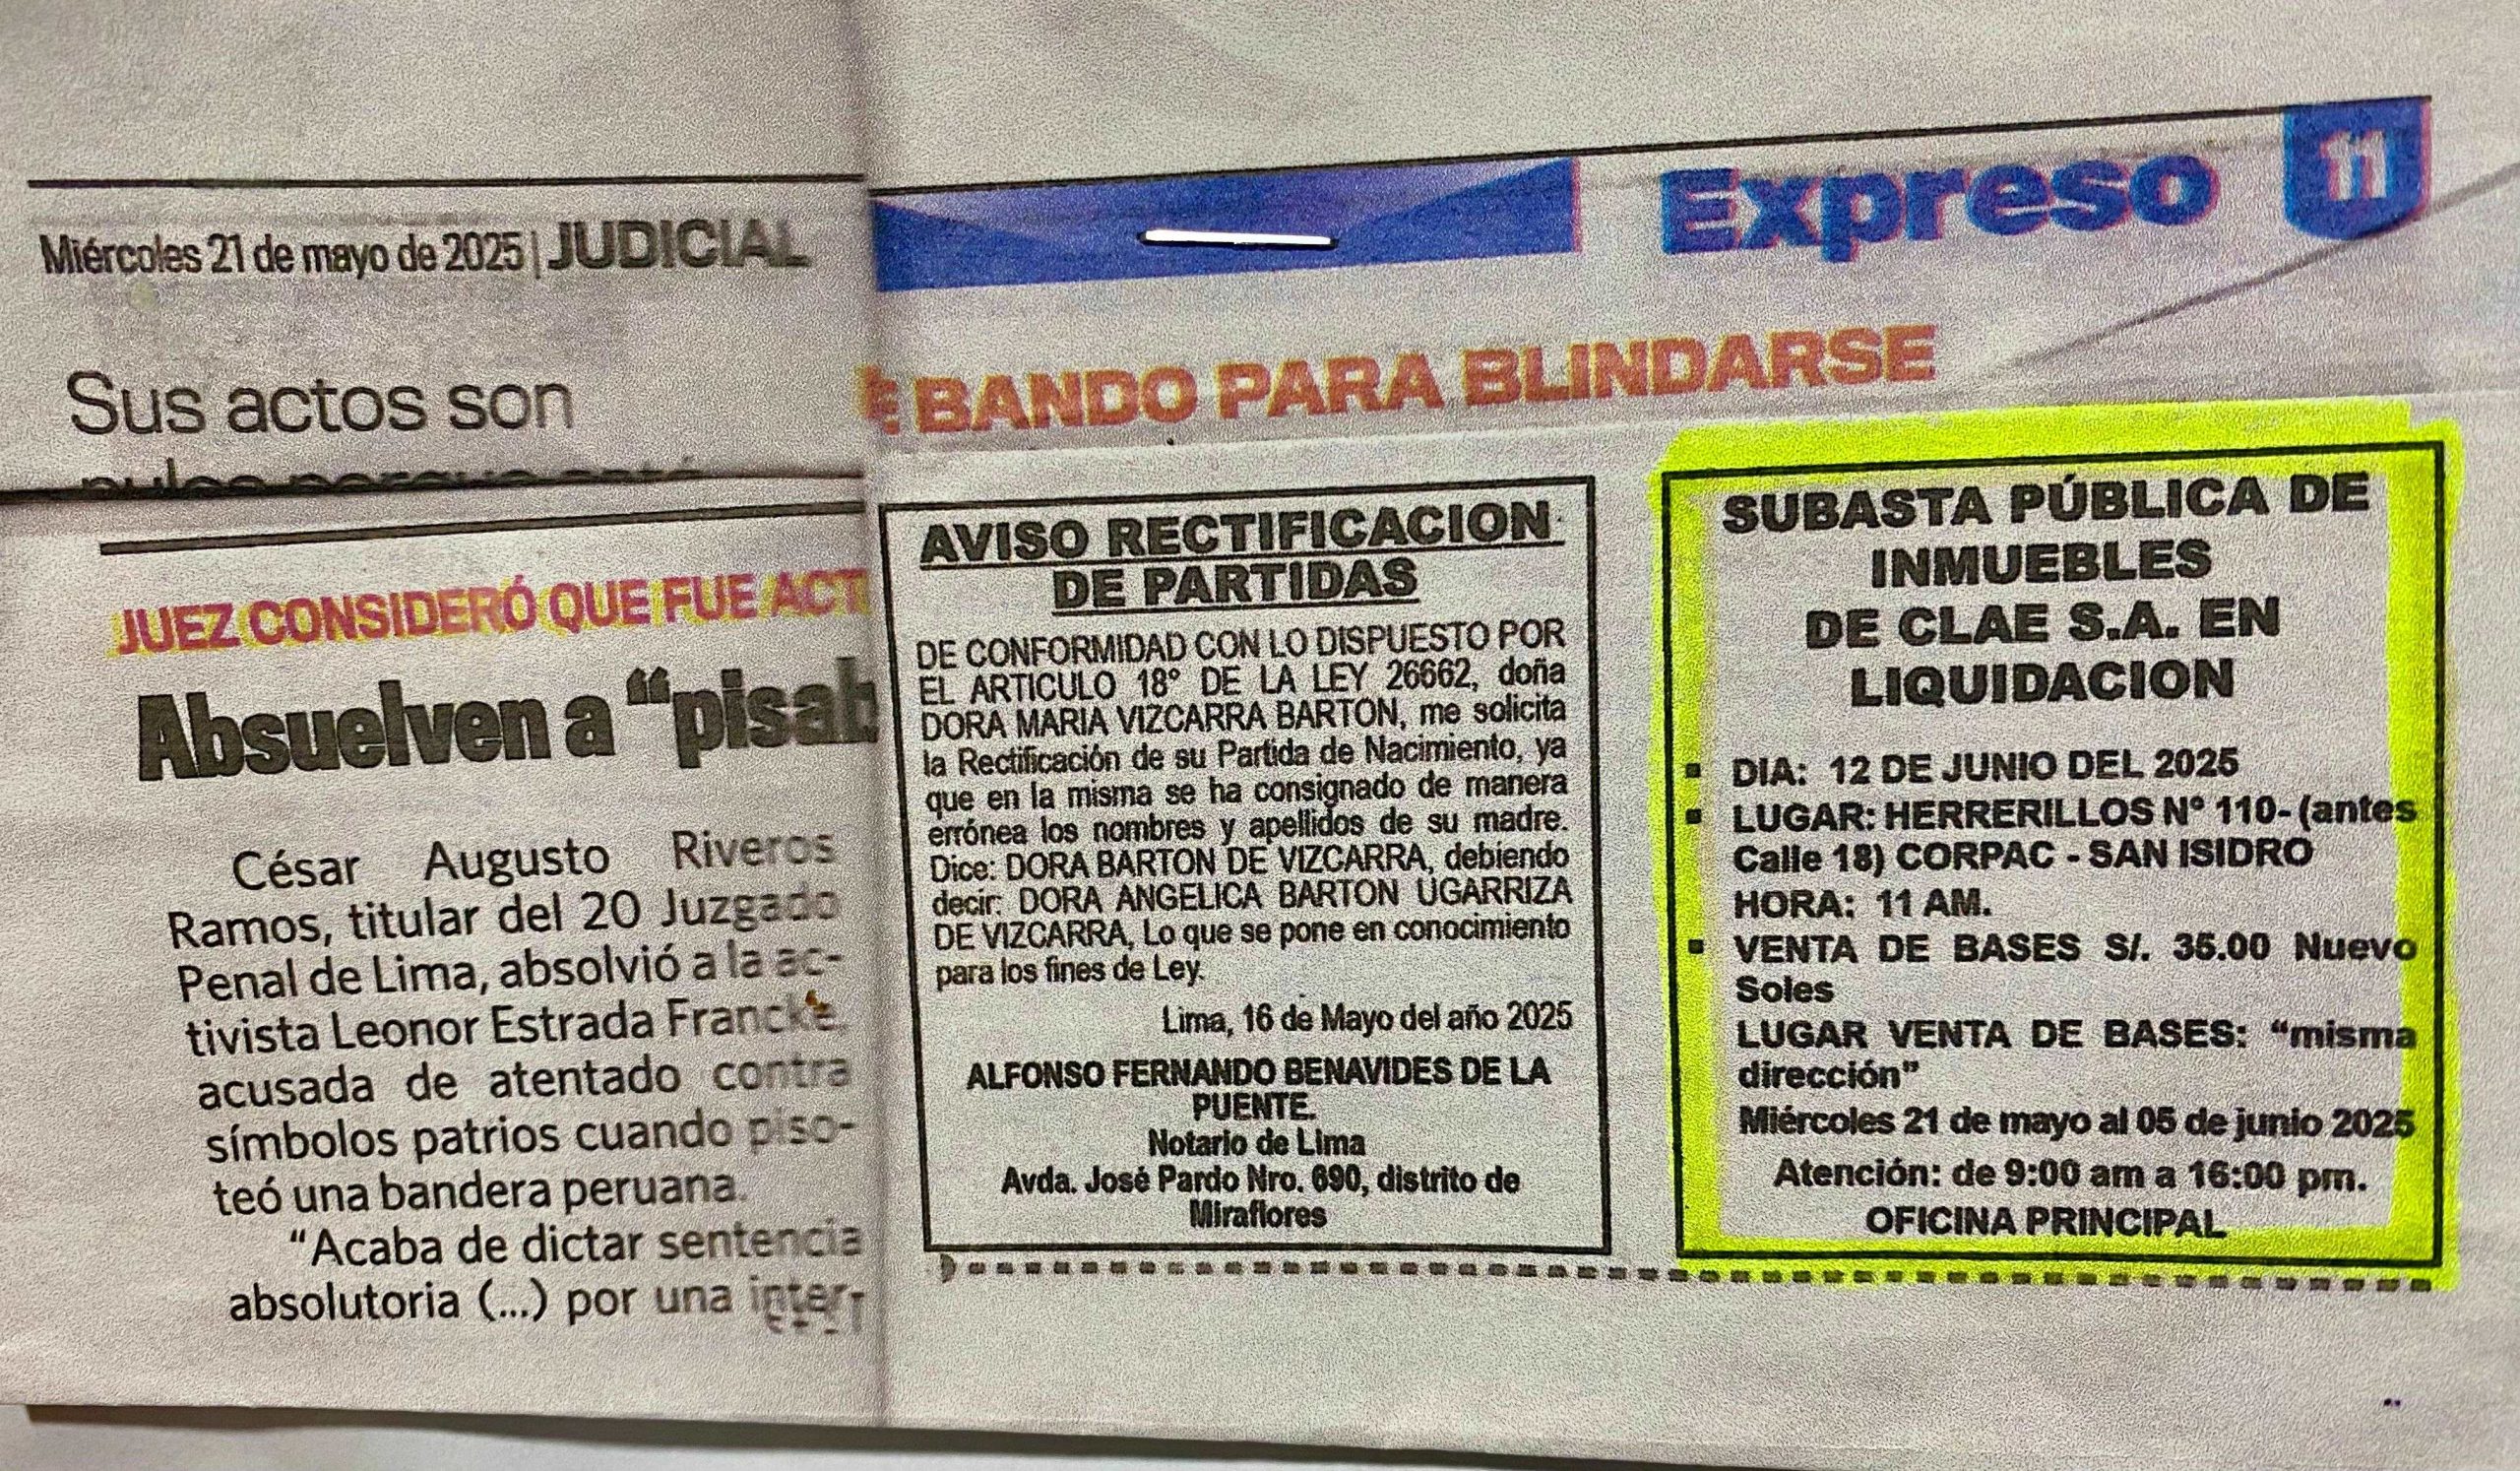 Miércoles 21 de mayo de 2025 | JUDICIAL
Expreso 11
Sus actos son
BANDO PARA BLINDARSE
JUEZ CONSIDERÓ QUE FUE ACT
Absuelven a “pisab
César Augusto Riveros
Ramos, titular del 20 Juzgado
Penal de Lima, absolvió a la ac-
tivista Leonor Estrada Francke,
acusada de atentado contra
símbolos patrios cuando piso-
teó una bandera peruana.
“Acaba de dictar sentencia
absolutoria (...) por una inter-
AVISO RECTIFICACION
DE PARTIDAS
DE CONFORMIDAD CON LO DISPUESTO POR
EL ARTICULO 18° DE LA LEY 26662, doña
DORA MARIA VIZCARRA BARTON, me solicita
la Rectificación de su Partida de Nacimiento, ya
que en la misma se ha consignado de manera
errónea los nombres y apellidos de su madre.
Dice: DORA BARTON DE VIZCARRA, debiendo
decir: DORA ANGELICA BARTON UGARRIZA
DE VIZCARRA, Lo que se pone en conocimiento
para los fines de Ley.
Lima, 16 de Mayo del año 2025
ALFONSO FERNANDO BENAVIDES DE LA
PUENTE.
Notario de Lima
Avda. José Pardo Nro. 690, distrito de
Miraflores
SUBASTA PÚBLICA DE
INMUEBLES
DE CLAE S.A. EN
LIQUIDACION
▪ DIA: 12 DE JUNIO DEL 2025
▪ LUGAR: HERRERILLOS N° 110- (antes
Calle 18) CORPAC - SAN ISIDRO
HORA: 11 AM.
▪ VENTA DE BASES S/. 35.00 Nuevo
Soles
LUGAR VENTA DE BASES: “misma
dirección”
Miércoles 21 de mayo al 05 de junio 2025
Atención: de 9:00 am a 16:00 pm.
OFICINA PRINCIPAL